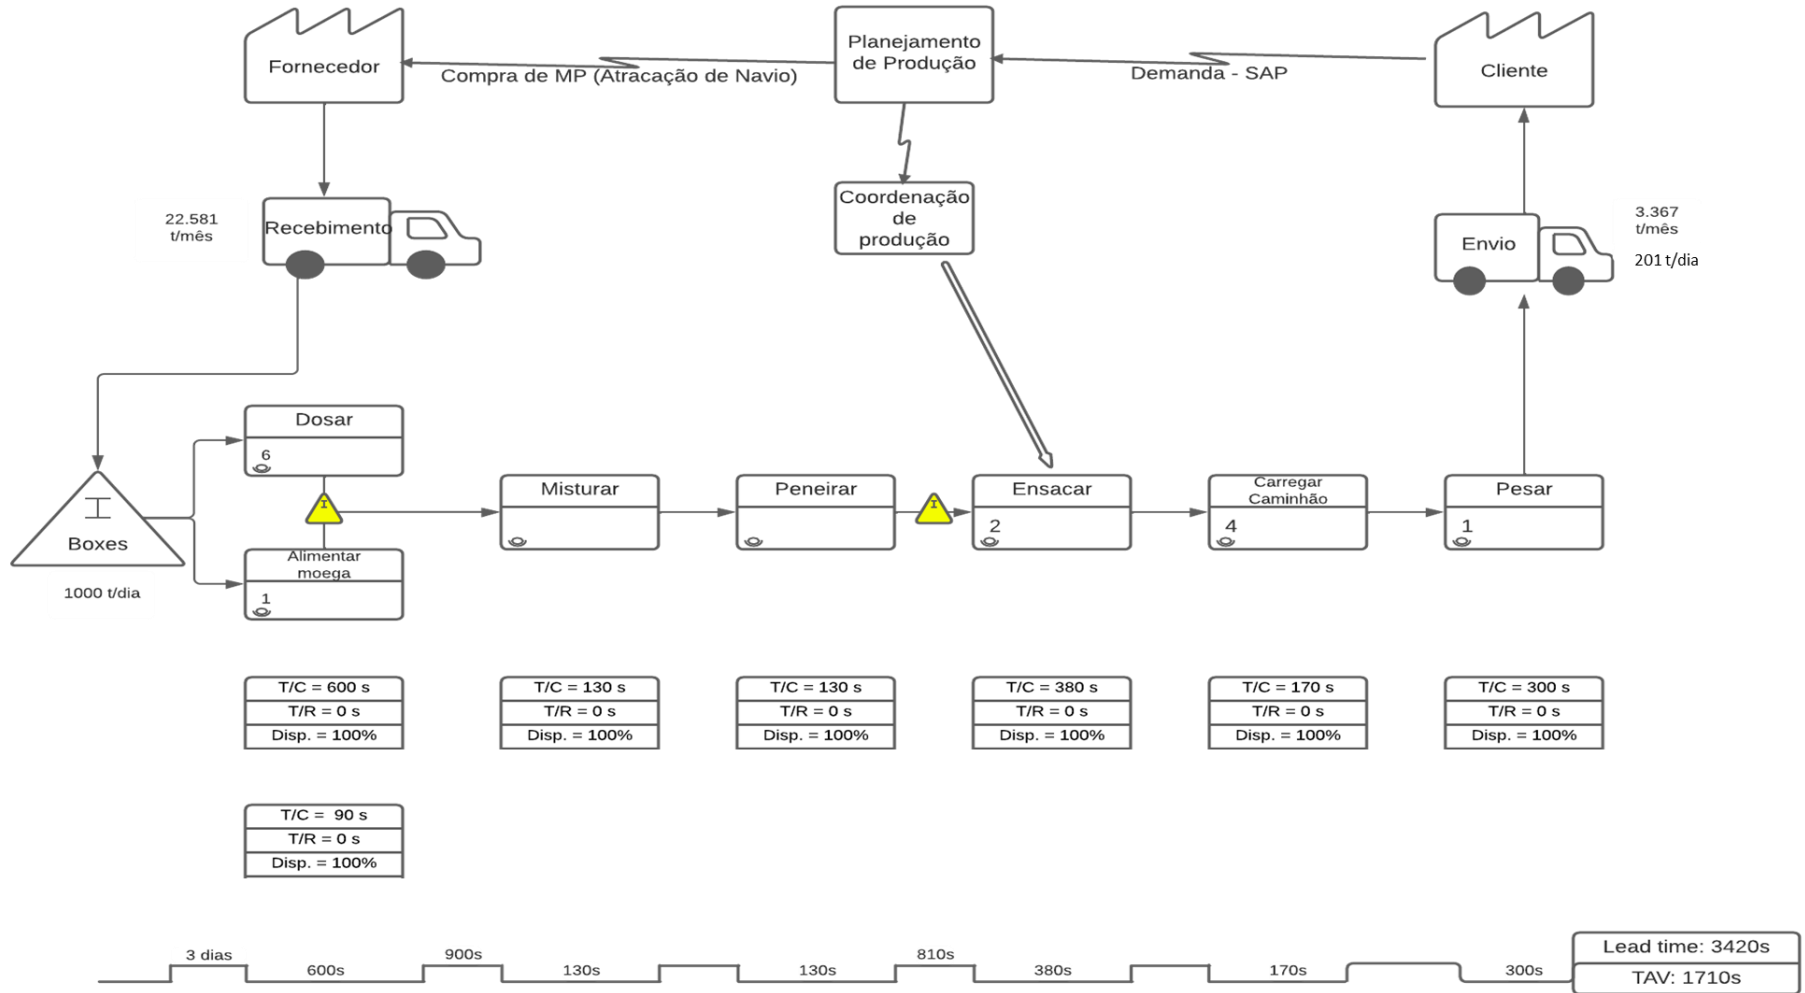 Fornecedor
Compra de MP (Atracação de Navio)
Planejamento
de Produção
Demanda - SAP
Cliente
22.581
t/mês
Recebimento
Coordenação
de
produção
Envio
3.367
t/mês
201 t/dia
Dosar
6
I
Boxes
1000 t/dia
I
Alimentar
moega
1
Misturar
Peneirar
I
Ensacar
2
Carregar
Caminhão
4
Pesar
1
T/C = 600 s
T/R = 0 s
Disp. = 100%
T/C = 130 s
T/R = 0 s
Disp. = 100%
T/C = 130 s
T/R = 0 s
Disp. = 100%
T/C = 380 s
T/R = 0 s
Disp. = 100%
T/C = 170 s
T/R = 0 s
Disp. = 100%
T/C = 300 s
T/R = 0 s
Disp. = 100%
T/C = 90 s
T/R = 0 s
Disp. = 100%
3 dias
600s
900s
130s
130s
810s
380s
170s
300s
Lead time: 3420s
TAV: 1710s